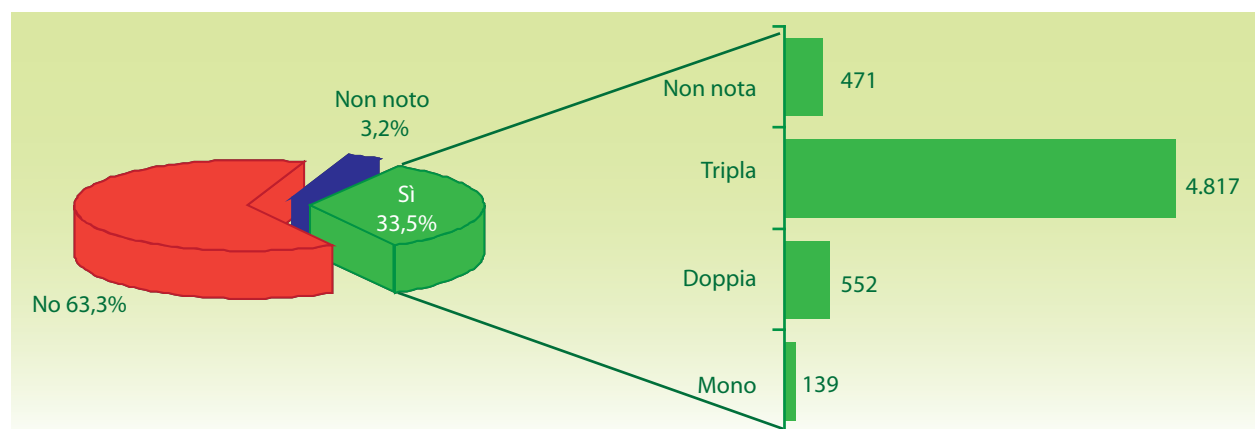 Non noto
3,2%
Sì
33,5%
No 63,3%
Non nota
471
Tripla
4.817
Doppia
552
Mono
139